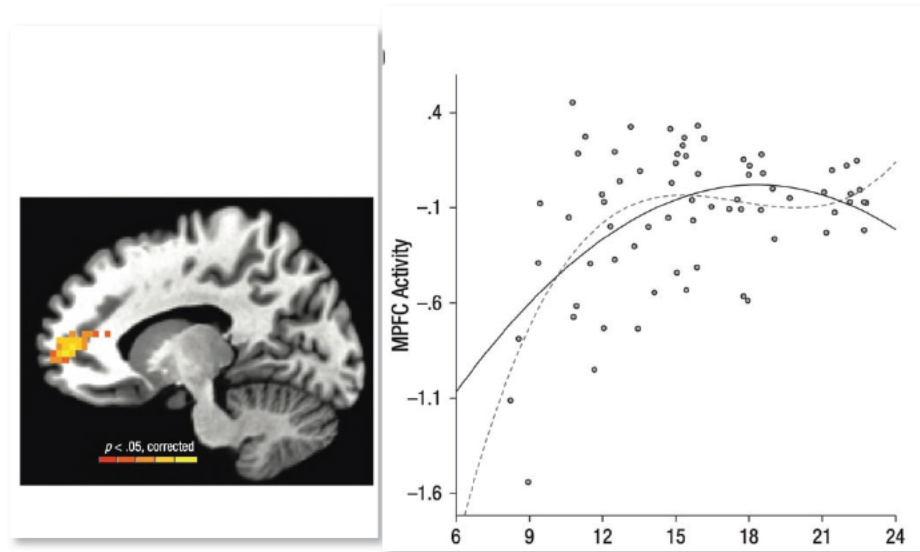 p < .05, corrected
MPFC Activity
.4
–.1
–.6
–1.1
–1.6
6 9 12 15 18 21 24